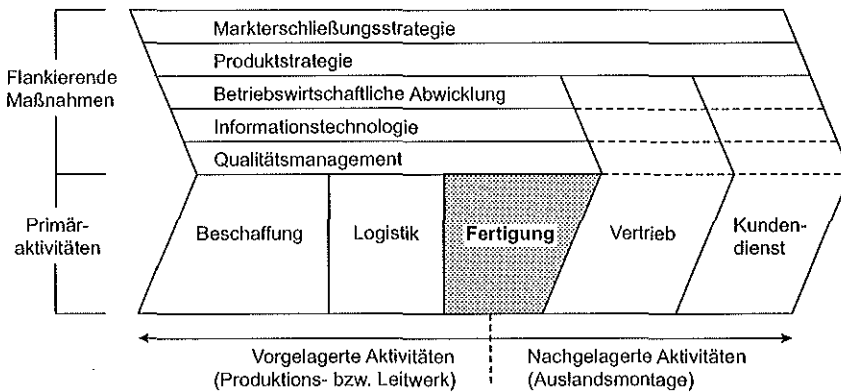 Markterschließungsstrategie
Produktstrategie
Flankierende
Maßnahmen
Betriebswirtschaftliche Abwicklung
Informationstechnologie
Qualitätsmanagement
Primär-
aktivitäten
Beschaffung
Logistik
Fertigung
Vertrieb
Kunden-
dienst
Vorgelagerte Aktivitäten
(Produktions- bzw. Leitwerk)
Nachgelagerte Aktivitäten
(Auslandsmontage)